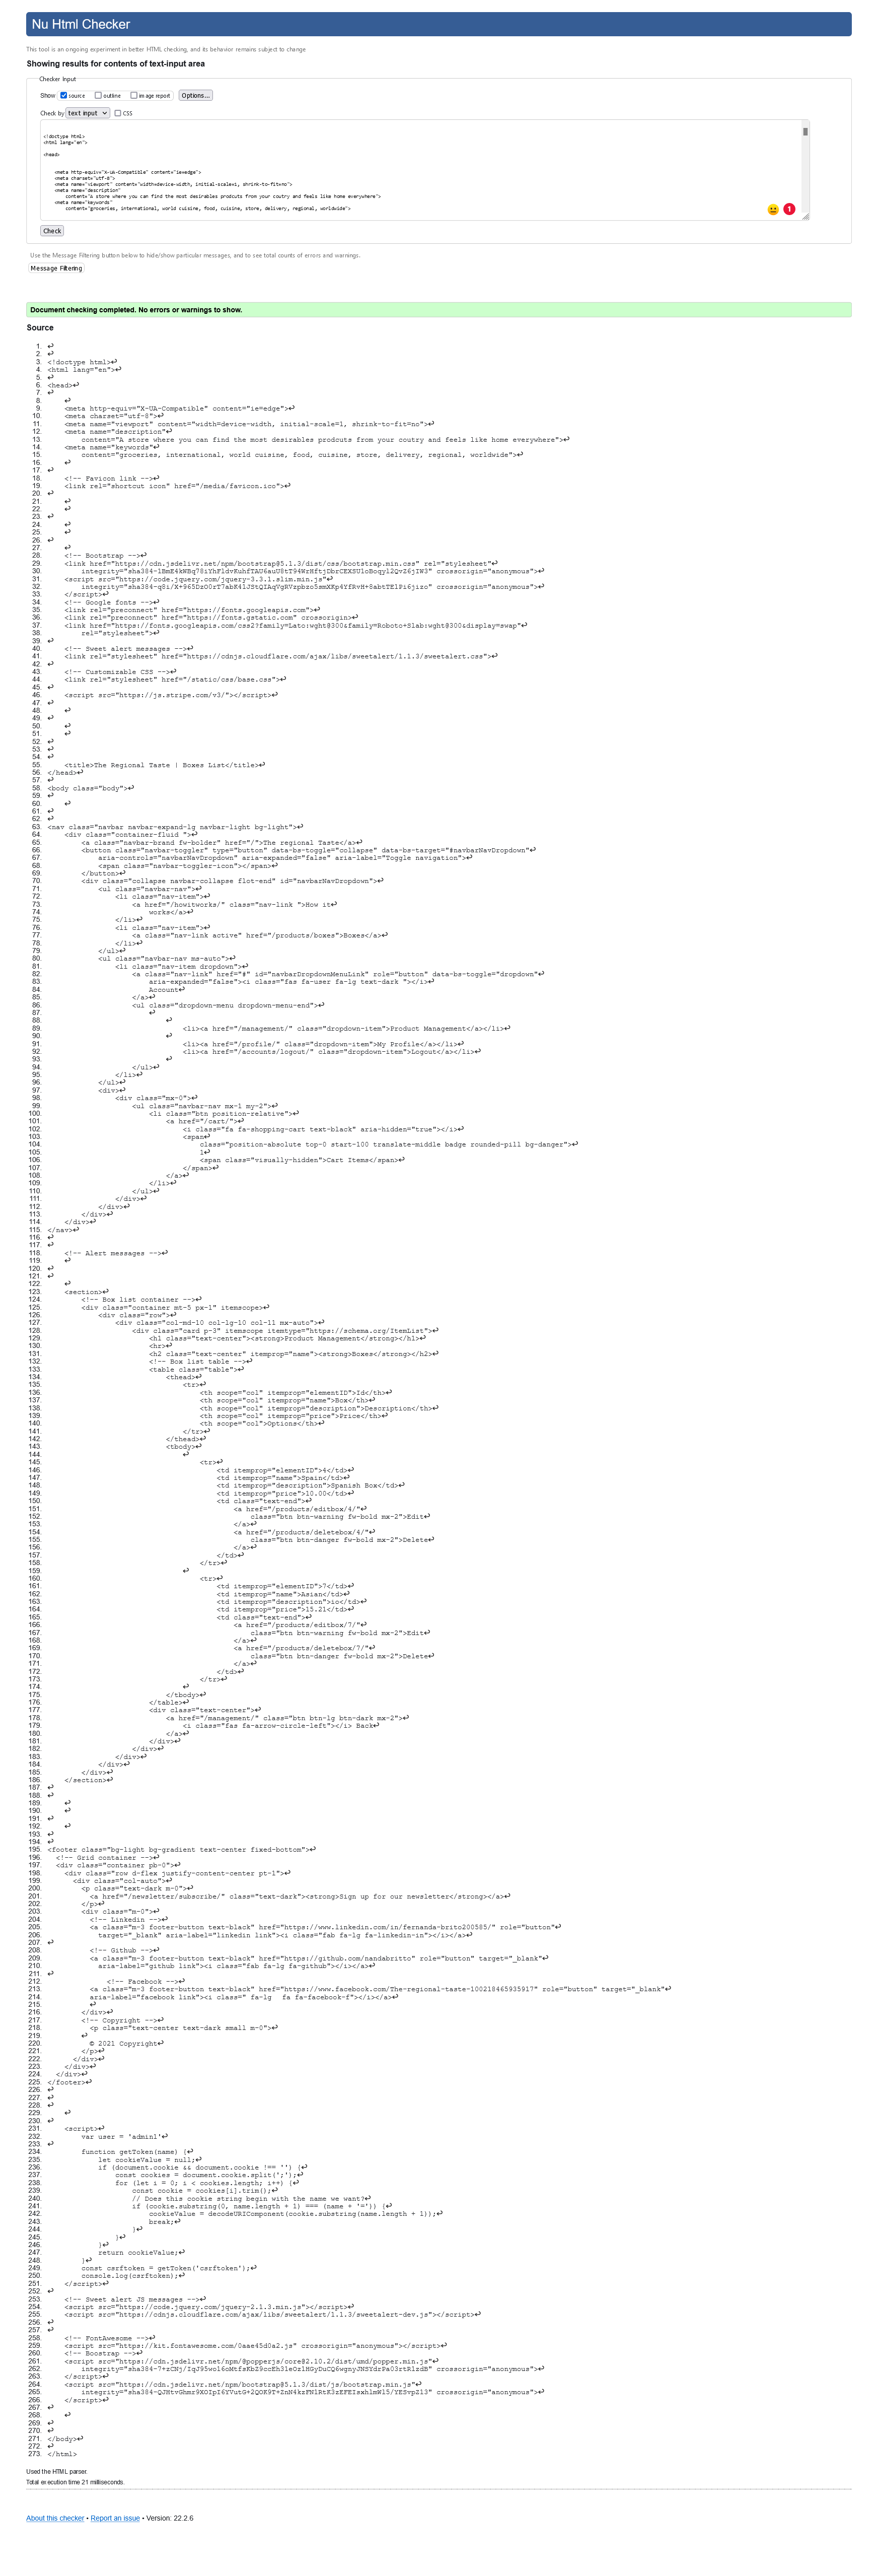 Nu Html Checker
This tool is an ongoing experiment in better HTML checking, and its behavior remains subject to change
Showing results for contents of text-input area
Checker Input
Show source outline image report Options...
Check by text input CSS
<!doctype html>
<html lang="en">
<head>
<meta http-equiv="X-UA-Compatible" content="ie=edge">
<meta charset="utf-8">
<meta name="viewport" content="width=device-width, initial-scale=1, shrink-to-fit=no">
<meta name="description"
content="A store where you can find the most desirables prodcuts from your coutry and feels like home everywhere">
<meta name="keywords"
content="groceries, international, world cuisine, food, cuisine, store, delivery, regional, worldwide">
1
Check
Use the Message Filtering button below to hide/show particular messages, and to see total counts of errors and warnings.
Message Filtering
Document checking completed. No errors or warnings to show.
Source
1. ↩
2. ↩
3. <!doctype html>↩
4. <html lang="en">↩
5. ↩
6. <head>↩
7. ↩
8. ↩
9. <meta http-equiv="X-UA-Compatible" content="ie=edge">↩
10. <meta charset="utf-8">↩
11. <meta name="viewport" content="width=device-width, initial-scale=1, shrink-to-fit=no">↩
12. <meta name="description"↩
13. content="A store where you can find the most desirables prodcuts from your coutry and feels like home everywhere">↩
14. <meta name="keywords"↩
15. content="groceries, international, world cuisine, food, cuisine, store, delivery, regional, worldwide">↩
16. ↩
17. ↩
18. <!-- Favicon link -->↩
19. <link rel="shortcut icon" href="/media/favicon.ico">↩
20. ↩
21. ↩
22. ↩
23. ↩
24. ↩
25. ↩
26. ↩
27. ↩
28. <!-- Bootstrap -->↩
29. <link href="https://cdn.jsdelivr.net/npm/bootstrap@5.1.3/dist/css/bootstrap.min.css" rel="stylesheet"↩
30. crossorigin="anonymous">↩
31. <script src="https://code.jquery.com/jquery-3.3.1.slim.min.js"↩
32. crossorigin="anonymous">↩
33. </script>↩
34. <!-- Google fonts -->↩
35. <link rel="preconnect" href="https://fonts.googleapis.com">↩
36. <link rel="preconnect" href="https://fonts.gstatic.com" crossorigin>↩
37. <link href="https://fonts.googleapis.com/css2?family=Lato:wght@300&family=Roboto+Slab:wght@300&display=swap"↩
38. rel="stylesheet">↩
39. ↩
40. <!-- Sweet alert messages -->↩
41. <link rel="stylesheet" href="https://cdnjs.cloudflare.com/ajax/libs/sweetalert/1.1.3/sweetalert.css">↩
42. ↩
43. <!-- Customizable CSS -->↩
44. <link rel="stylesheet" href="/static/css/base.css">↩
45. ↩
46. <script src="https://js.stripe.com/v3/"></script>↩
47. ↩
48. ↩
49. ↩
50. ↩
51. ↩
52. ↩
53. ↩
54. ↩
55. <title>The Regional Taste | Boxes List</title>↩
56. </head>↩
57. ↩
58. <body class="body">↩
59. ↩
60. ↩
61. ↩
62. ↩
63. <nav class="navbar navbar-expand-lg navbar-light bg-light">↩
64. <div class="container-fluid ">↩
65. <a class="navbar-brand fw-bolder" href="/">The regional Taste</a>↩
66. <button class="navbar-toggler" type="button" data-bs-toggle="collapse" data-bs-target="#navbarNavDropdown"↩
67. aria-controls="navbarNavDropdown" aria-expanded="false" aria-label="Toggle navigation">↩
68. <span class="navbar-toggler-icon"></span>↩
69. </button>↩
70. <div class="collapse navbar-collapse flot-end" id="navbarNavDropdown">↩
71. <ul class="navbar-nav">↩
72. <li class="nav-item">↩
73. <a href="/howitworks/" class="nav-link ">How it↩
74. works</a>↩
75. </li>↩
76. <li class="nav-item">↩
77. <a class="nav-link active" href="/products/boxes">Boxes</a>↩
78. </li>↩
79. </ul>↩
80. <ul class="navbar-nav ms-auto">↩
81. <li class="nav-item dropdown">↩
82. <a class="nav-link" href="#" id="navbarDropdownMenuLink" role="button" data-bs-toggle="dropdown"↩
83. aria-expanded="false"><i class="fas fa-user fa-lg text-dark "></i>↩
84. Account↩
85. </a>↩
86. <ul class="dropdown-menu dropdown-menu-end">↩
87. ↩
88. ↩
89. <li><a href="/management/" class="dropdown-item">Product Management</a></li>↩
90. ↩
91. <li><a href="/profile/" class="dropdown-item">My Profile</a></li>↩
92. <li><a href="/accounts/logout/" class="dropdown-item">Logout</a></li>↩
93. ↩
94. </ul>↩
95. </li>↩
96. </ul>↩
97. <div>↩
98. <div class="mx-0">↩
99. <ul class="navbar-nav mx-1 my-2">↩
100. <li class="btn position-relative">↩
101. <a href="/cart/">↩
102. <i class="fa fa-shopping-cart text-black" aria-hidden="true"></i>↩
103. <span↩
104. class="position-absolute top-0 start-100 translate-middle badge rounded-pill bg-danger">↩
105. 1↩
106. <span class="visually-hidden">Cart Items</span>↩
107. </span>↩
108. </a>↩
109. </li>↩
110. </ul>↩
111. </div>↩
112. </div>↩
113. </div>↩
114. </div>↩
115. </nav>↩
116. ↩
117. ↩
118. <!-- Alert messages -->↩
119. ↩
120. ↩
121. ↩
122. ↩
123. <section>↩
124. <!-- Box list container -->↩
125. <div class="container mt-5 px-1" itemscope>↩
126. <div class="row">↩
127. <div class="col-md-10 col-lg-10 col-11 mx-auto">↩
128. <div class="card p-3" itemscope itemtype="https://schema.org/ItemList">↩
129. <h1 class="text-center"><strong>Product Management</strong></h1>↩
130. <hr>↩
131. <h2 class="text-center" itemprop="name"><strong>Boxes</strong></h2>↩
132. <!-- Box list table -->↩
133. <table class="table">↩
134. <thead>↩
135. <tr>↩
136. <th scope="col" itemprop="elementID">Id</th>↩
137. <th scope="col" itemprop="name">Box</th>↩
138. <th scope="col" itemprop="description">Description</th>↩
139. <th scope="col" itemprop="price">Price</th>↩
140. <th scope="col">Options</th>↩
141. </tr>↩
142. </thead>↩
143. <tbody>↩
144. ↩
145. <tr>↩
146. <td itemprop="elementID">4</td>↩
147. <td itemprop="name">Spain</td>↩
148. <td itemprop="description">Spanish Box</td>↩
149. <td itemprop="price">10.00</td>↩
150. <td class="text-end">↩
151. <a href="/products/editbox/4/"↩
152. class="btn btn-warning fw-bold mx-2">Edit↩
153. </a>↩
154. <a href="/products/deletebox/4/"↩
155. class="btn btn-danger fw-bold mx-2">Delete↩
156. </a>↩
157. </td>↩
158. </tr>↩
159. ↩
160. <tr>↩
161. <td itemprop="elementID">7</td>↩
162. <td itemprop="name">Asian</td>↩
163. <td itemprop="description">io</td>↩
164. <td itemprop="price">15.21</td>↩
165. <td class="text-end">↩
166. <a href="/products/editbox/7/"↩
167. class="btn btn-warning fw-bold mx-2">Edit↩
168. </a>↩
169. <a href="/products/deletebox/7/"↩
170. class="btn btn-danger fw-bold mx-2">Delete↩
171. </a>↩
172. </td>↩
173. </tr>↩
174. ↩
175. </tbody>↩
176. </table>↩
177. <div class="text-center">↩
178. <a href="/management/" class="btn btn-lg btn-dark mx-2">↩
179. <i class="fas fa-arrow-circle-left"></i> Back↩
180. </a>↩
181. </div>↩
182. </div>↩
183. </div>↩
184. </div>↩
185. </div>↩
186. </section>↩
187. ↩
188. ↩
189. ↩
190. ↩
191. ↩
192. ↩
193. ↩
194. ↩
195. <footer class="bg-light bg-gradient text-center fixed-bottom">↩
196. <!-- Grid container -->↩
197. <div class="container pb-0">↩
198. <div class="row d-flex justify-content-center pt-1">↩
199. <div class="col-auto">↩
200. <p class="text-dark m-0">↩
201. <a href="/newsletter/subscribe/" class="text-dark"><strong>Sign up for our newsletter</strong></a>↩
202. </p>↩
203. <div class="m-0">↩
204. <!-- Linkedin -->↩
205. <a class="m-3 footer-button text-black" href="https://www.linkedin.com/in/fernanda-brito200585/" role="button"↩
206. target="_blank" aria-label="linkedin link"><i class="fab fa-lg fa-linkedin-in"></i></a>↩
207. ↩
208. <!-- Github -->↩
209. <a class="m-3 footer-button text-black" href="https://github.com/nandabritto" role="button" target="_blank"↩
210. aria-label="github link"><i class="fab fa-lg fa-github"></i></a>↩
211. ↩
212. <!-- Facebook -->↩
213. <a class="m-3 footer-button text-black" href="https://www.facebook.com/The-regional-taste-100218465935917" role="button" target="_blank"↩
214. aria-label="facebook link"><i class=" fa-lg fa fa-facebook-f"></i></a>↩
215. ↩
216. </div>↩
217. <!-- Copyright -->↩
218. <p class="text-center text-dark small m-0">↩
219. ↩
220. © 2021 Copyright↩
221. </p>↩
222. </div>↩
223. </div>↩
224. </div>↩
225. </footer>↩
226. ↩
227. ↩
228. ↩
229. ↩
230. ↩
231. <script>↩
232. var user = 'admin1'↩
233. ↩
234. function getToken(name) {↩
235. let cookieValue = null;↩
236. if (document.cookie && document.cookie !== '') {↩
237. const cookies = document.cookie.split(';');↩
238. for (let i = 0; i < cookies.length; i++) {↩
239. const cookie = cookies[i].trim();↩
240. // Does this cookie string begin with the name we want?↩
241. if (cookie.substring(0, name.length + 1) === (name + '=')) {↩
242. cookieValue = decodeURIComponent(cookie.substring(name.length + 1));↩
243. break;↩
244. }↩
245. }↩
246. }↩
247. return cookieValue;↩
248. }↩
249. const csrftoken = getToken('csrftoken');↩
250. console.log(csrftoken);↩
251. </script>↩
252. ↩
253. <!-- Sweet alert JS messages -->↩
254. <script src="https://code.jquery.com/jquery-2.1.3.min.js"></script>↩
255. <script src="https://cdnjs.cloudflare.com/ajax/libs/sweetalert/1.1.3/sweetalert-dev.js"></script>↩
256. ↩
257. ↩
258. <!-- FontAwesome -->↩
259. <script src="https://kit.fontawesome.com/0aae45d0a2.js" crossorigin="anonymous"></script>↩
260. <!-- Boostrap -->↩
261. <script src="https://cdn.jsdelivr.net/npm/@popperjs/core@2.10.2/dist/umd/popper.min.js"↩
262. crossorigin="anonymous">↩
263. </script>↩
264. <script src="https://cdn.jsdelivr.net/npm/bootstrap@5.1.3/dist/js/bootstrap.min.js"↩
265. crossorigin="anonymous">↩
266. </script>↩
267. ↩
268. ↩
269. ↩
270. ↩
271. </body>↩
272. ↩
273. </html>
Used the HTML parser.
Total execution time 21 milliseconds.
About this checker • Report an issue • Version: 22.2.6